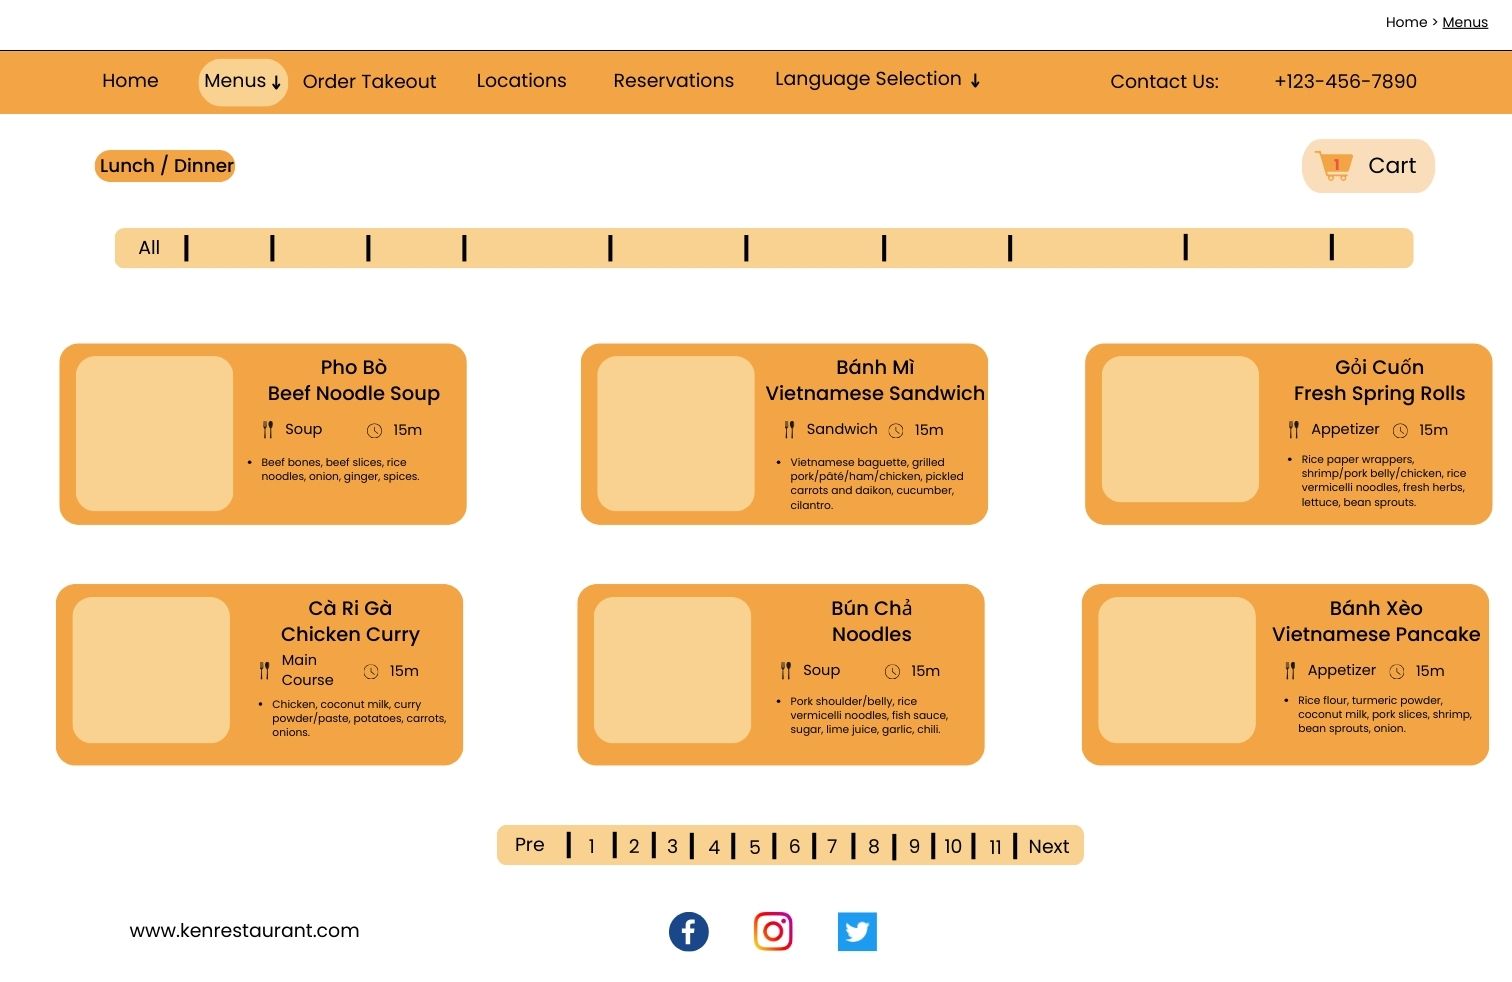 Home > Menus
Home Menus ↓ Order Takeout Locations Reservations Language Selection ↓ Contact Us: +123-456-7890
Lunch / Dinner
1 Cart
All
Pho Bò
Beef Noodle Soup
Soup 15m
• Beef bones, beef slices, rice
noodles, onion, ginger, spices.
Bánh Mì
Vietnamese Sandwich
Sandwich 15m
• Vietnamese baguette, grilled
pork/pâté/ham/chicken, pickled
carrots and daikon, cucumber,
cilantro.
Gỏi Cuốn
Fresh Spring Rolls
Appetizer 15m
• Rice paper wrappers,
shrimp/pork belly/chicken, rice
vermicelli noodles, fresh herbs,
lettuce, bean sprouts.
Cà Ri Gà
Chicken Curry
Main
Course 15m
• Chicken, coconut milk, curry
powder/paste, potatoes, carrots,
onions.
Bún Chả
Noodles
Soup 15m
• Pork shoulder/belly, rice
vermicelli noodles, fish sauce,
sugar, lime juice, garlic, chili.
Bánh Xèo
Vietnamese Pancake
Appetizer 15m
• Rice flour, turmeric powder,
coconut milk, pork slices, shrimp,
bean sprouts, onion.
Pre | 1 | 2 | 3 | 4 | 5 | 6 | 7 | 8 | 9 | 10 | 11 | Next
www.kenrestaurant.com